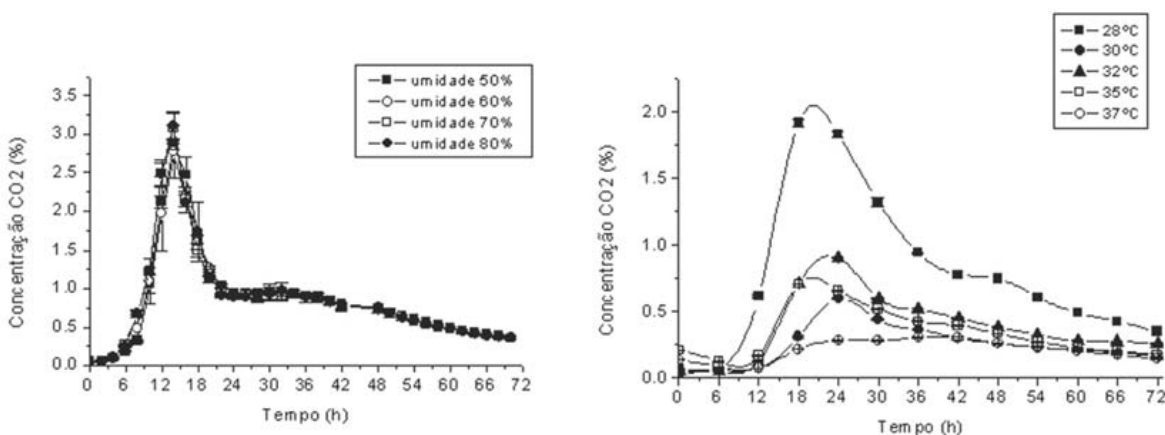 umidade 50%
umidade 60%
umidade 70%
umidade 80%
3.5
3.0
2.5
2.0
1.5
1.0
0.5
0.0
Concentração CO2 (%)
0 6 12 18 24 30 36 42 48 54 60 66 72
Tempo (h)
28ºC
30ºC
32ºC
35ºC
37ºC
2.0
1.5
1.0
0.5
0.0
Concentração CO2 (%)
0 6 12 18 24 30 36 42 48 54 60 66 72
Tempo (h)